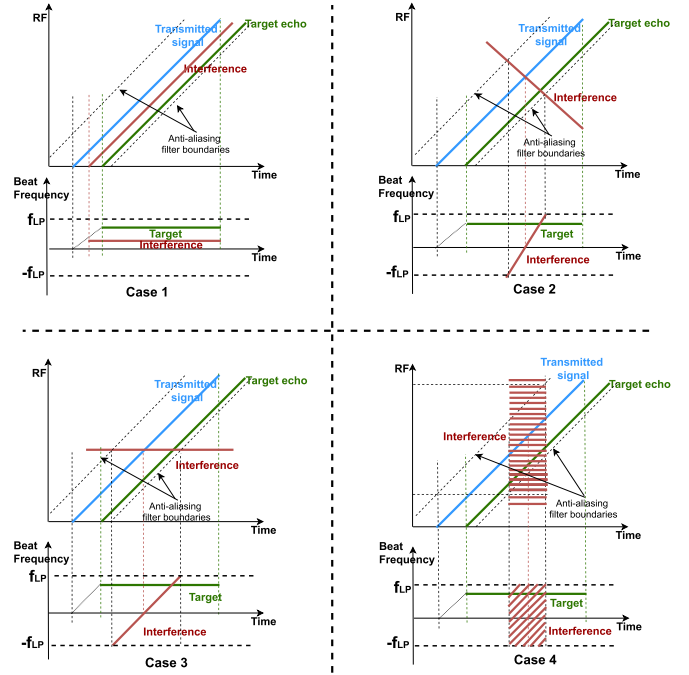 RF
Transmitted
signal
Target echo
Interference
Anti-aliasing
filter boundaries
Time
Beat
Frequency
fLP
Target
Interference
Time
-fLP
Case 1
RF
Transmitted
signal
Target echo
Interference
Anti-aliasing
filter boundaries
Time
Beat
Frequency
fLP
Target
Time
Interference
-fLP
Case 2
RF
Transmitted
signal
Target echo
Interference
Anti-aliasing
filter boundaries
Time
Beat
Frequency
fLP
Target
Time
Interference
-fLP
Case 3
RF
Transmitted
signal
Target echo
Interference
Anti-aliasing
filter boundaries
Time
Beat
Frequency
fLP
Target
Time
Interference
-fLP
Case 4